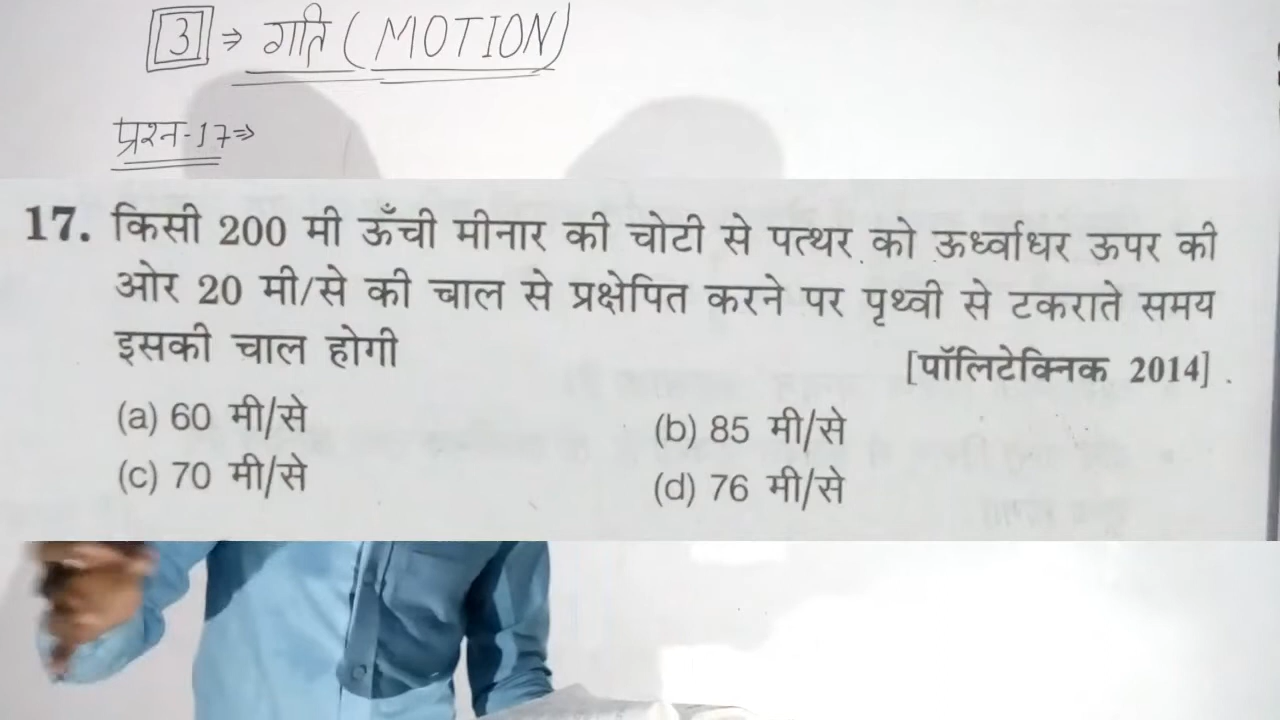 3 ⇒ गति (MOTION)
प्रश्न-17⇒
17. किसी 200 मी ऊँची मीनार की चोटी से पत्थर को ऊर्ध्वाधर ऊपर की
ओर 20 मी/से की चाल से प्रक्षेपित करने पर पृथ्वी से टकराते समय
इसकी चाल होगी [पॉलिटेक्निक 2014]
(a) 60 मी/से (b) 85 मी/से
(c) 70 मी/से (d) 76 मी/से